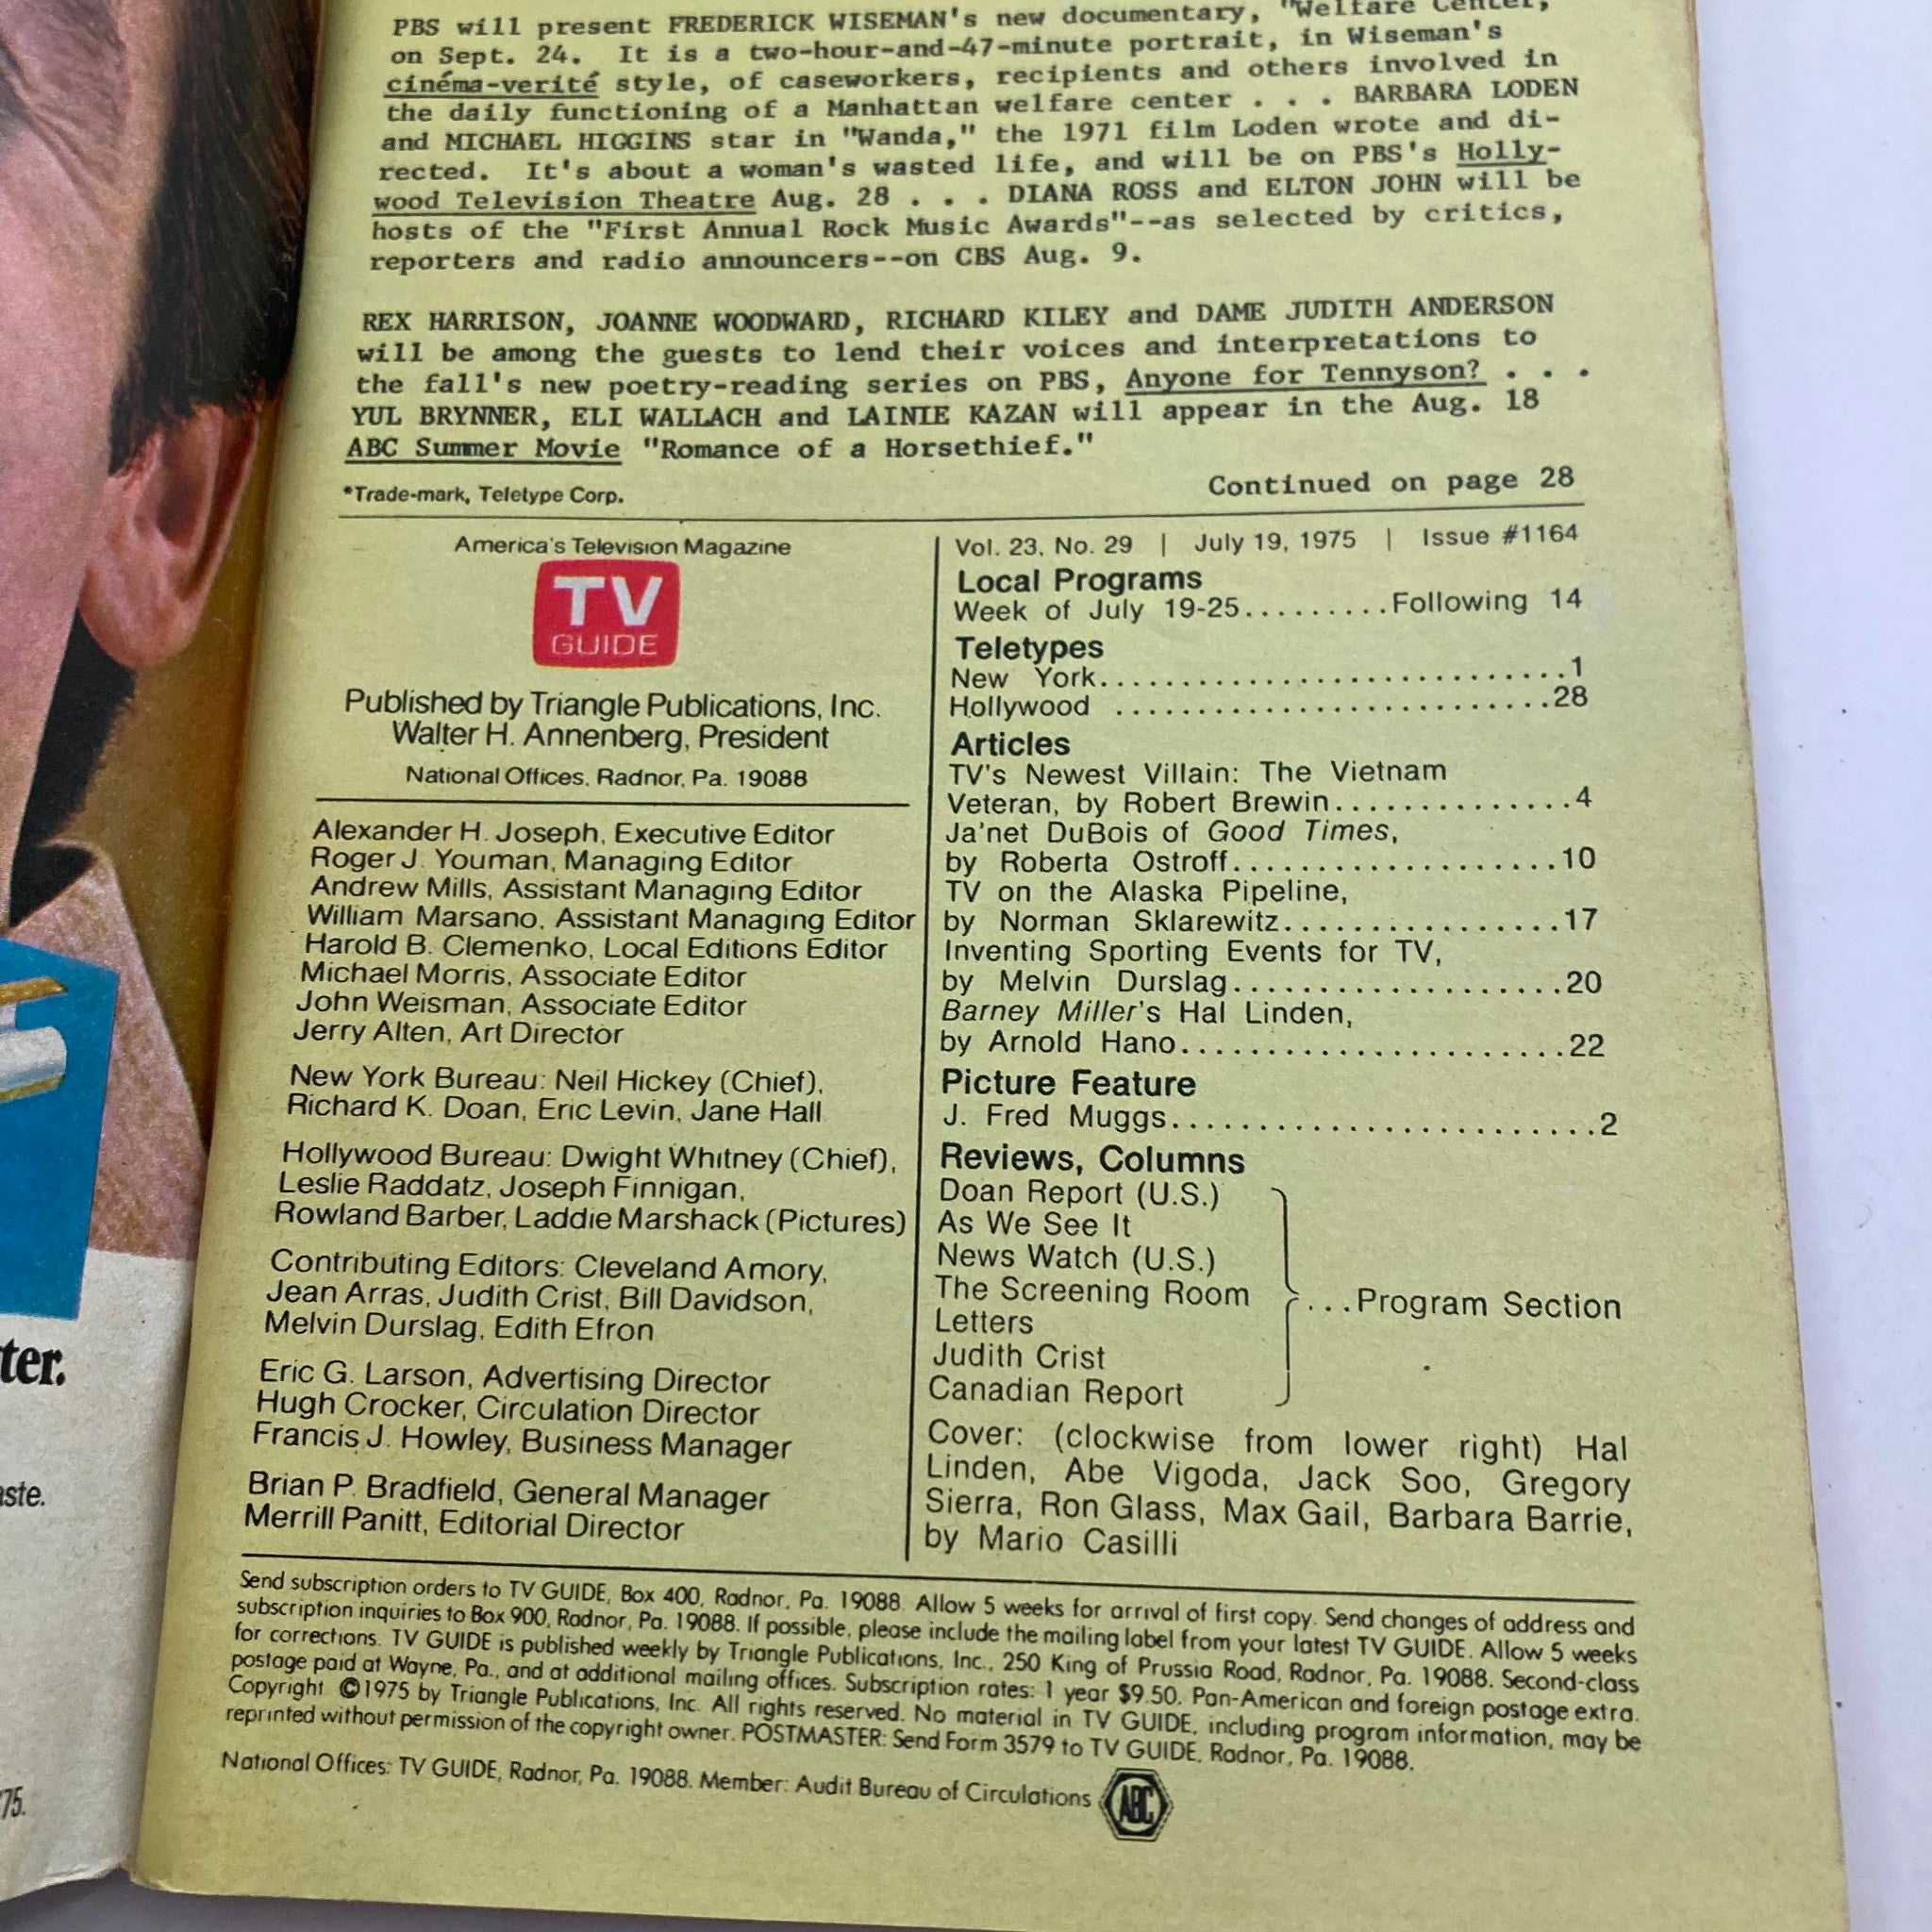 PBS will present FREDERICK WISEMAN's new documentary, "Welfare Center,
on Sept. 24. It is a two-hour-and-47-minute portrait, in Wiseman's
cinéma-verité style, of caseworkers, recipients and others involved in
the daily functioning of a Manhattan welfare center . . . BARBARA LODEN
and MICHAEL HIGGINS star in "Wanda," the 1971 film Loden wrote and di-
rected. It's about a woman's wasted life, and will be on PBS's Holly-
wood Television Theatre Aug. 28 . . . DIANA ROSS and ELTON JOHN will be
hosts of the "First Annual Rock Music Awards"--as selected by critics,
reporters and radio announcers--on CBS Aug. 9.
REX HARRISON, JOANNE WOODWARD, RICHARD KILEY and DAME JUDITH ANDERSON
will be among the guests to lend their voices and interpretations to
the fall's new poetry-reading series on PBS, Anyone for Tennyson? . . .
YUL BRYNNER, ELI WALLACH and LAINIE KAZAN will appear in the Aug. 18
ABC Summer Movie "Romance of a Horsethief."
Continued on page 28
*Trade-mark, Teletype Corp.
America's Television Magazine
TV
GUIDE
Published by Triangle Publications, Inc.
Walter H. Annenberg, President
National Offices, Radnor, Pa. 19088
Alexander H. Joseph, Executive Editor
Roger J. Youman, Managing Editor
Andrew Mills, Assistant Managing Editor
William Marsano, Assistant Managing Editor
Harold B. Clemenko, Local Editions Editor
Michael Morris, Associate Editor
John Weisman, Associate Editor
Jerry Alten, Art Director
New York Bureau: Neil Hickey (Chief),
Richard K. Doan, Eric Levin, Jane Hall
Hollywood Bureau: Dwight Whitney (Chief),
Leslie Raddatz, Joseph Finnigan,
Rowland Barber, Laddie Marshack (Pictures)
Contributing Editors: Cleveland Amory,
Jean Arras, Judith Crist, Bill Davidson,
Melvin Durslag, Edith Efron
Eric G. Larson, Advertising Director
Hugh Crocker, Circulation Director
Francis J. Howley, Business Manager
Brian P. Bradfield, General Manager
Merrill Panitt, Editorial Director
Vol. 23, No. 29 | July 19, 1975 | Issue #1164
Local Programs
Week of July 19-25.........Following 14
Teletypes
New York.............................1
Hollywood ...........................28
Articles
TV's Newest Villain: The Vietnam
Veteran, by Robert Brewin..............4
Ja'net DuBois of Good Times,
by Roberta Ostroff....................10
TV on the Alaska Pipeline,
by Norman Sklarewitz.................17
Inventing Sporting Events for TV,
by Melvin Durslag....................20
Barney Miller's Hal Linden,
by Arnold Hano.......................22
Picture Feature
J. Fred Muggs..........................2
Reviews, Columns
Doan Report (U.S.)
As We See It
News Watch (U.S.)
The Screening Room
...Program Section
Letters
Judith Crist
Canadian Report
Cover: (clockwise from lower right) Hal
Linden, Abe Vigoda, Jack Soo, Gregory
Sierra, Ron Glass, Max Gail, Barbara Barrie,
by Mario Casilli
Send subscription orders to TV GUIDE, Box 400, Radnor, Pa. 19088. Allow 5 weeks for arrival of first copy. Send changes of address and
subscription inquiries to Box 900, Radnor, Pa. 19088. If possible, please include the mailing label from your latest TV GUIDE. Allow 5 weeks
for corrections. TV GUIDE is published weekly by Triangle Publications, Inc., 250 King of Prussia Road, Radnor, Pa. 19088. Second-class
postage paid at Wayne, Pa., and at additional mailing offices. Subscription rates: 1 year $9.50. Pan-American and foreign postage extra.
Copyright ©1975 by Triangle Publications, Inc. All rights reserved. No material in TV GUIDE, including program information, may be
reprinted without permission of the copyright owner. POSTMASTER: Send Form 3579 to TV GUIDE, Radnor, Pa. 19088.
National Offices: TV GUIDE, Radnor, Pa. 19088. Member: Audit Bureau of Circulations ABC
ter.
aste.
75.